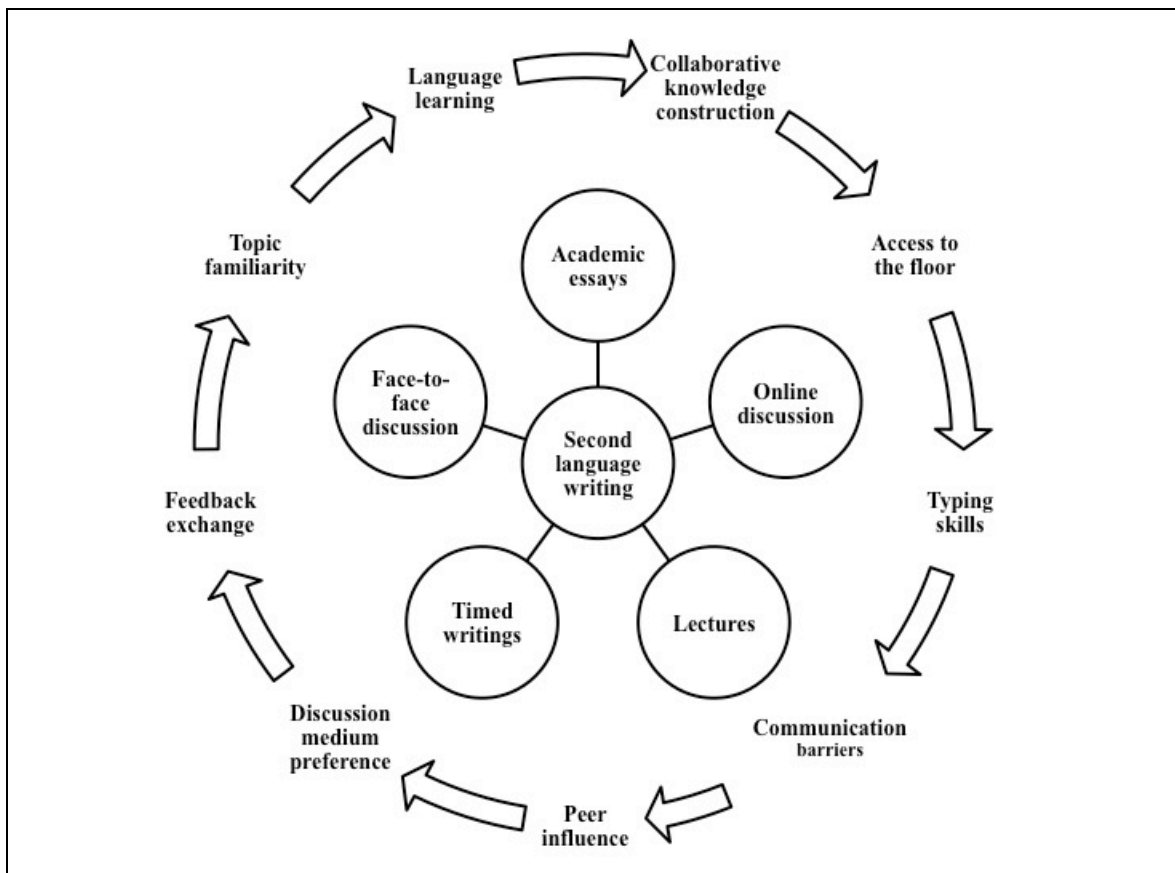 Language
learning
Collaborative
knowledge
construction
Access to
the floor
Typing
skills
Communication
barriers
Peer
influence
Discussion
medium
preference
Feedback
exchange
Topic
familiarity
Academic
essays
Online
discussion
Lectures
Timed
writings
Face-to-
face
discussion
Second
language
writing